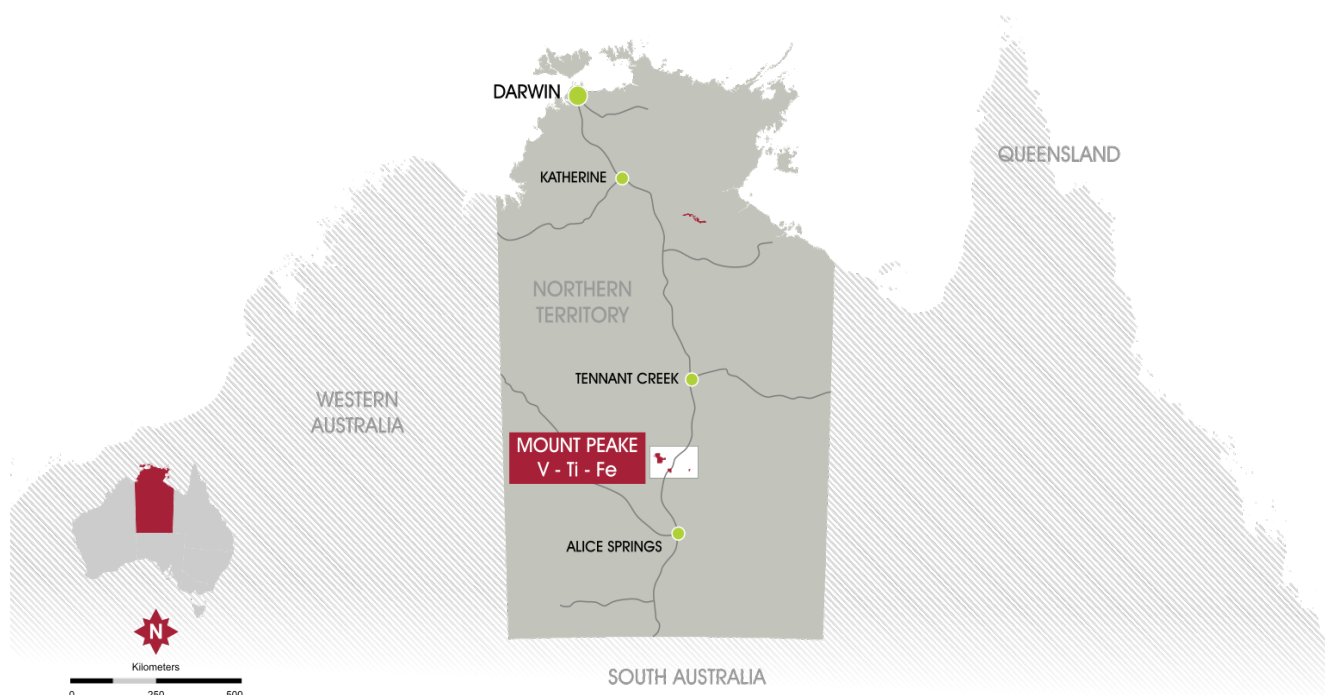 DARWIN
QUEENSLAND
KATHERINE
NORTHERN
TERRITORY
TENNANT CREEK
WESTERN
AUSTRALIA
MOUNT PEAKE
V - Ti - Fe
ALICE SPRINGS
N
Kilometers
0 250 500
SOUTH AUSTRALIA